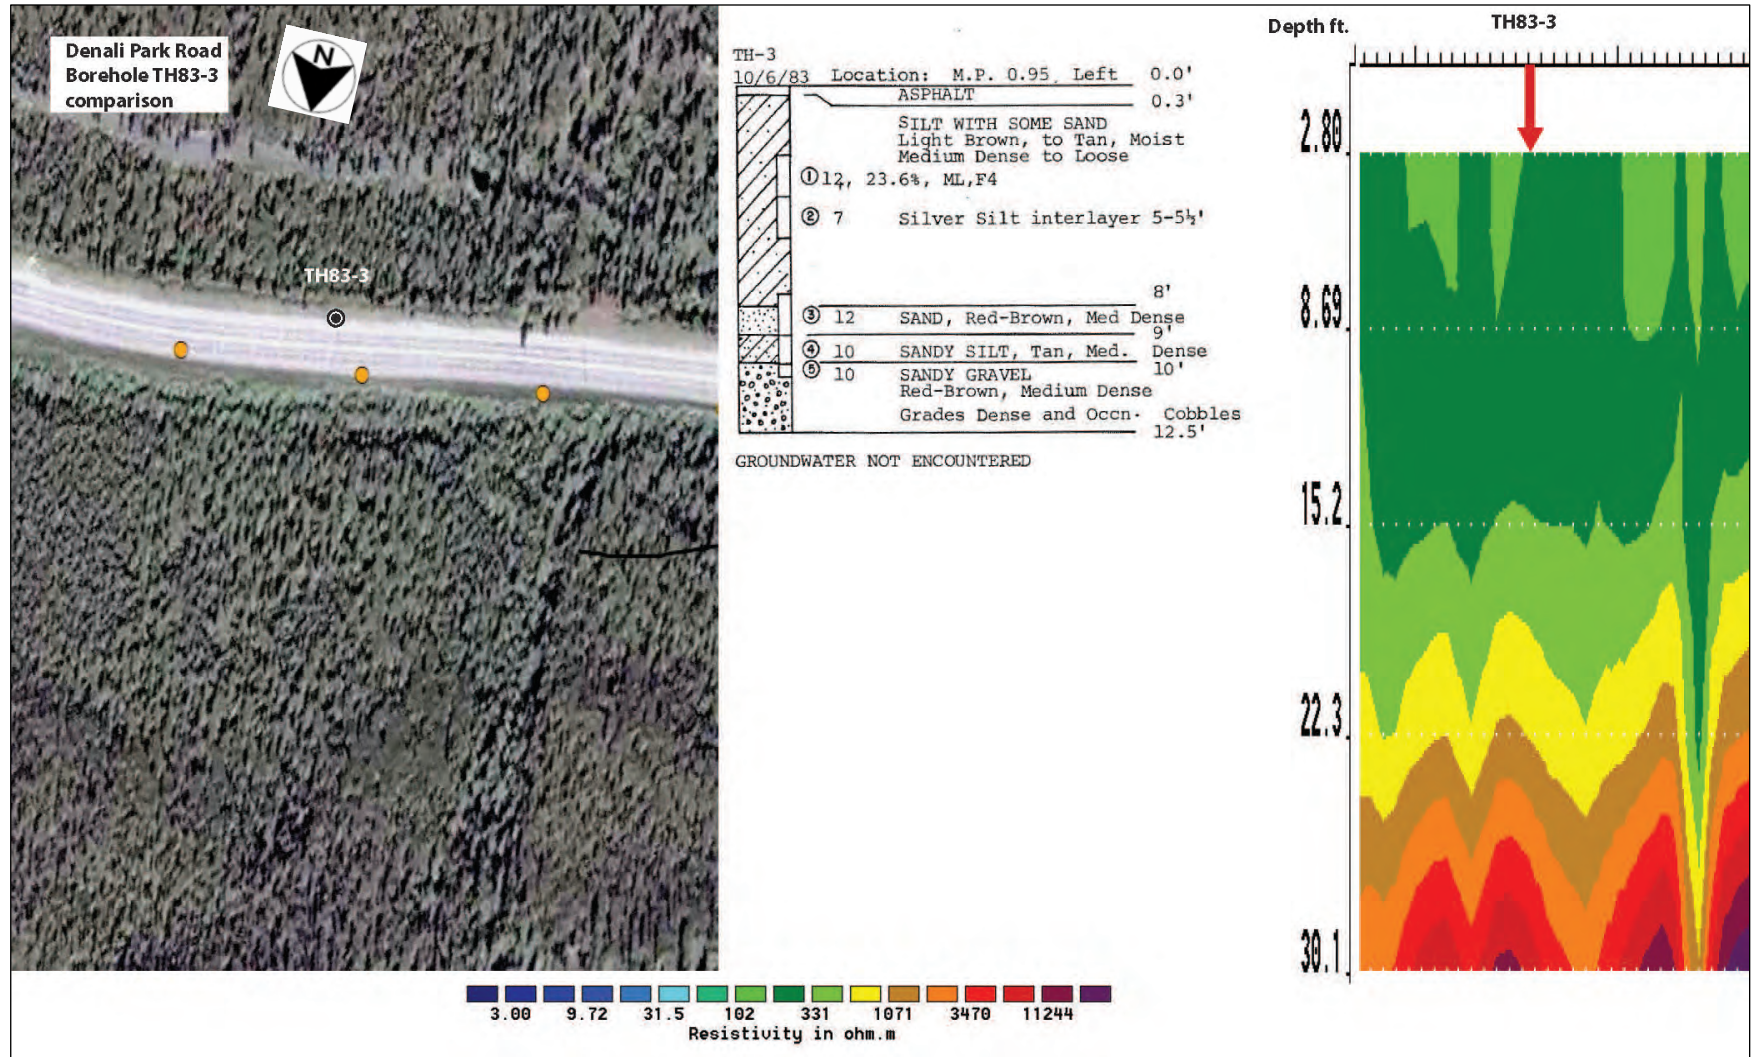 Denali Park Road
Borehole TH83-3
comparison
N
TH83-3
TH-3
10/6/83 Location: M.P. 0.95, Left 0.0'
ASPHALT 0.3'
SILT WITH SOME SAND
Light Brown, to Tan, Moist
Medium Dense to Loose
① 12, 23.6%, ML,F4
② 7 Silver Silt interlayer 5-5½'
8'
③ 12 SAND, Red-Brown, Med Dense
9'
④ 10 SANDY SILT, Tan, Med. Dense
10'
⑤ 10 SANDY GRAVEL
Red-Brown, Medium Dense
Grades Dense and Occn. Cobbles
12.5'
GROUNDWATER NOT ENCOUNTERED
Depth ft.
TH83-3
2.80
8.69
15.2
22.3
30.1
3.00 9.72 31.5 102 331 1071 3470 11244
Resistivity in ohm.m